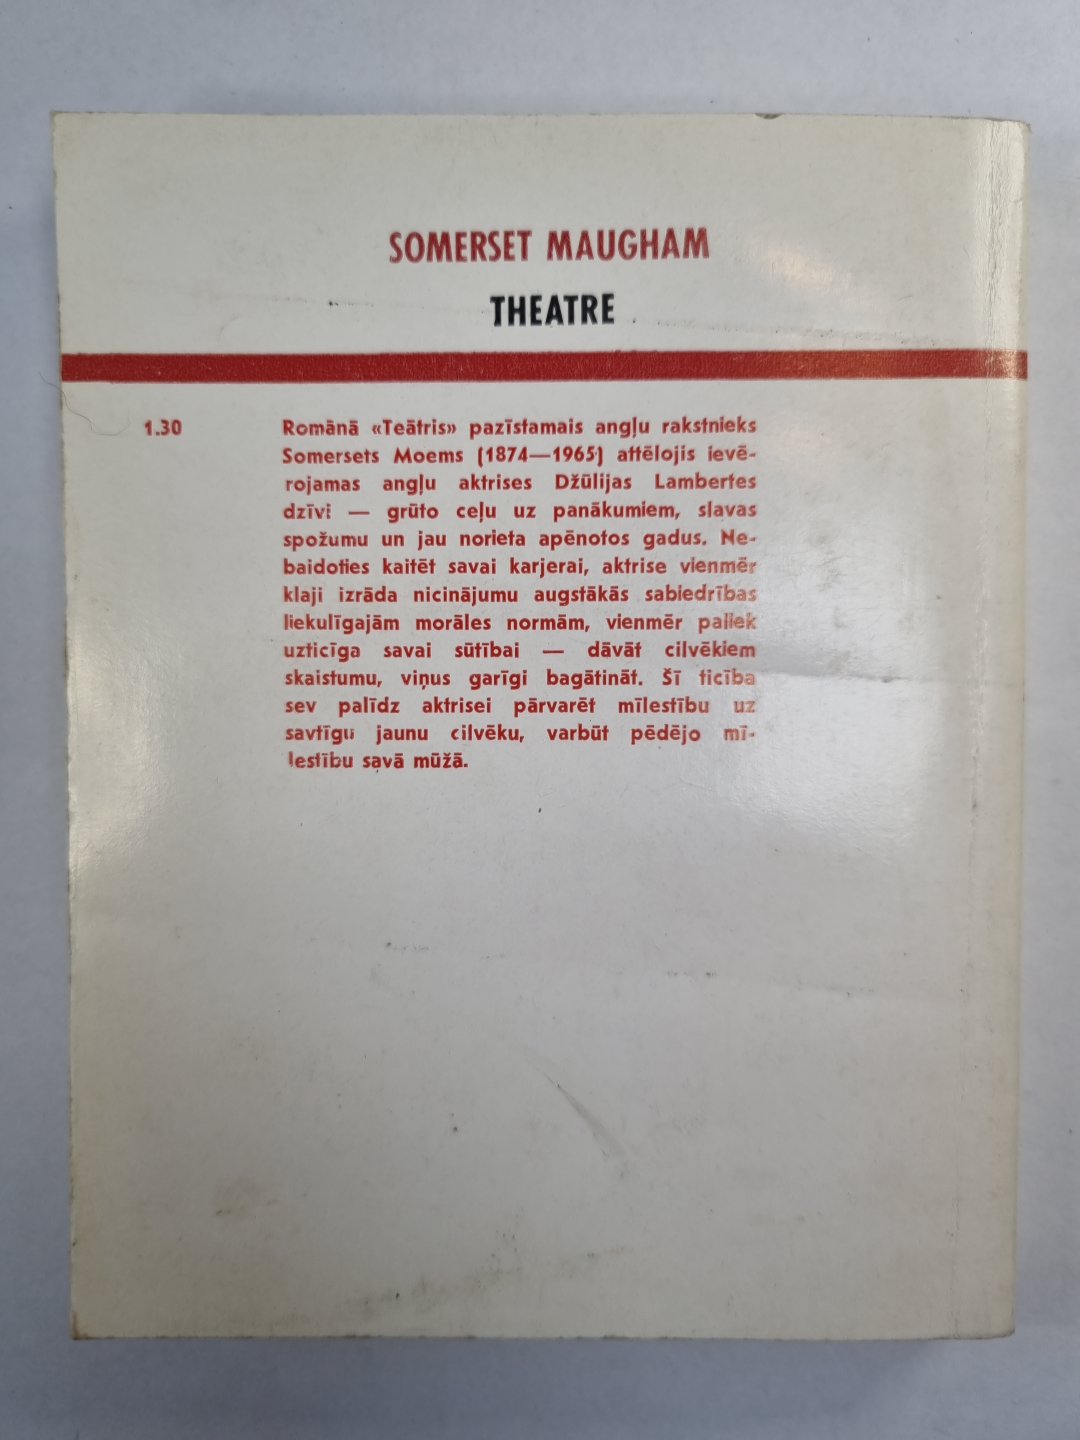 SOMERSET MAUGHAM
THEATRE
1.30
Romānā «Teātris» pazīstamais angļu rakstnieks
Somersets Moems (1874—1965) attēlojis ievē-
rojamas angļu aktrises Džūlijas Lambertes
dzīvi — grūto ceļu uz panākumiem, slavas
spožumu un jau norieta apēnotos gadus. Ne-
baidoties kaitēt savai karjerai, aktrise vienmēr
klaji izrāda nicinājumu augstākās sabiedrības
liekulīgajām morāles normām, vienmēr paliek
uzticīga savai sūtībai — dāvāt cilvēkiem
skaistumu, viņus garīgi bagātināt. Šī ticība
sev palīdz aktrisei pārvarēt mīlestību uz
savtīgu jaunu cilvēku, varbūt pēdējo mī-
lestību savā mūžā.